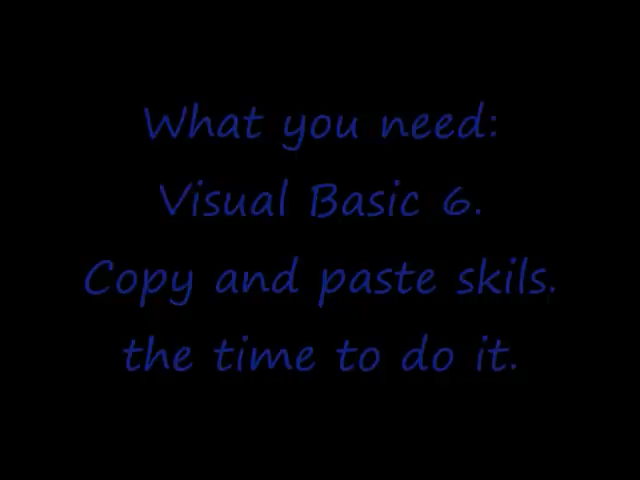 What you need:
Visual Basic 6.
Copy and paste skils.
the time to do it.